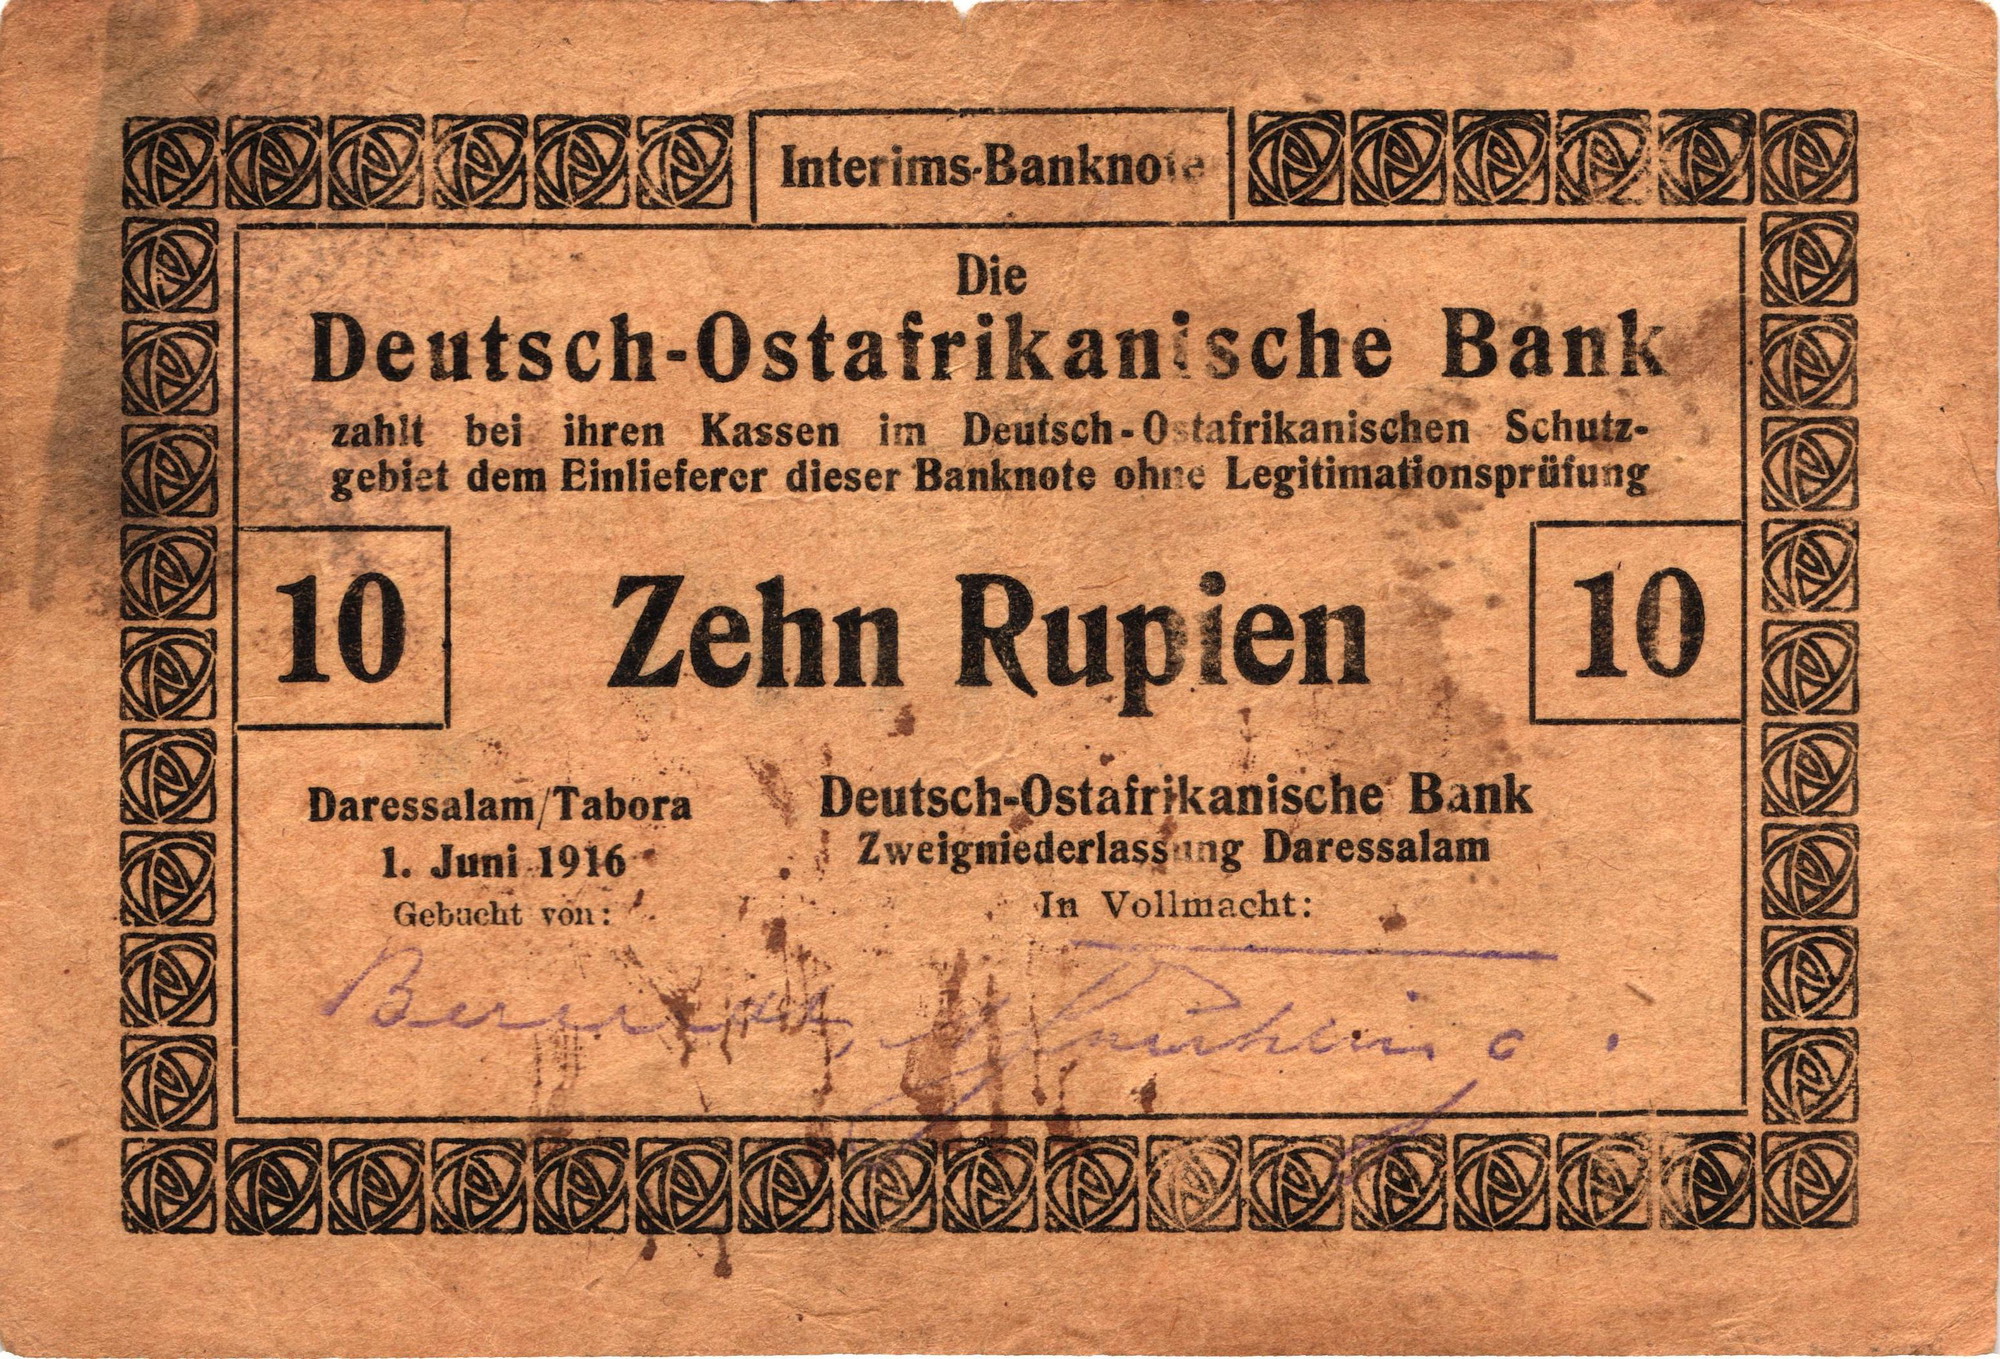 Interims-Banknote
Die
Deutsch-Ostafrikanische Bank
zahlt bei ihren Kassen im Deutsch-Ostafrikanischen Schutz-
gebiet dem Einlieferer dieser Banknote ohne Legitimationsprüfung
10 Zehn Rupien 10
Daressalam/Tabora
1. Juni 1916
Gebucht von:
Deutsch-Ostafrikanische Bank
Zweigniederlassung Daressalam
In Vollmacht: